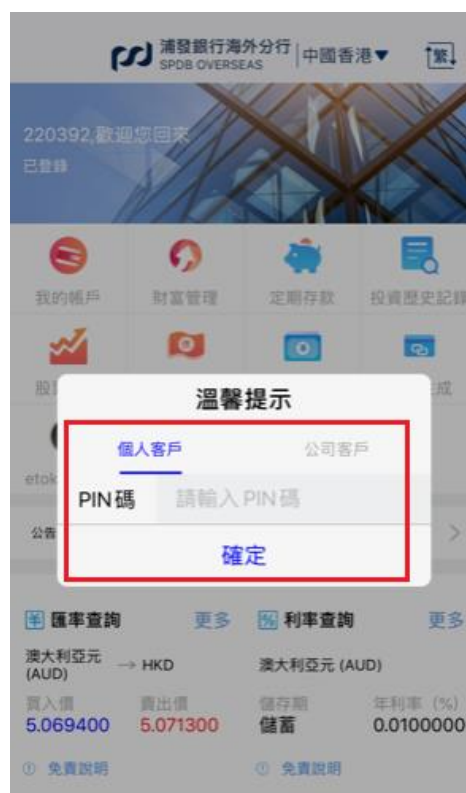 浦發銀行海外分行
SPDB OVERSEAS
中國香港▼
繁
220392,歡迎您回來
已登錄
我的帳戶 財富管理 定期存款 投資歷史記錄
股 成
溫馨提示
個人客戶 公司客戶
etok
PIN碼 請輸入PIN碼
公告
確定
匯率查詢 更多 利率查詢 更多
澳大利亞元 → HKD 澳大利亞元 (AUD)
(AUD)
買入價 賣出價 儲存期 年利率 (%)
5.069400 5.071300 儲蓄 0.0100000
免責說明 免責說明